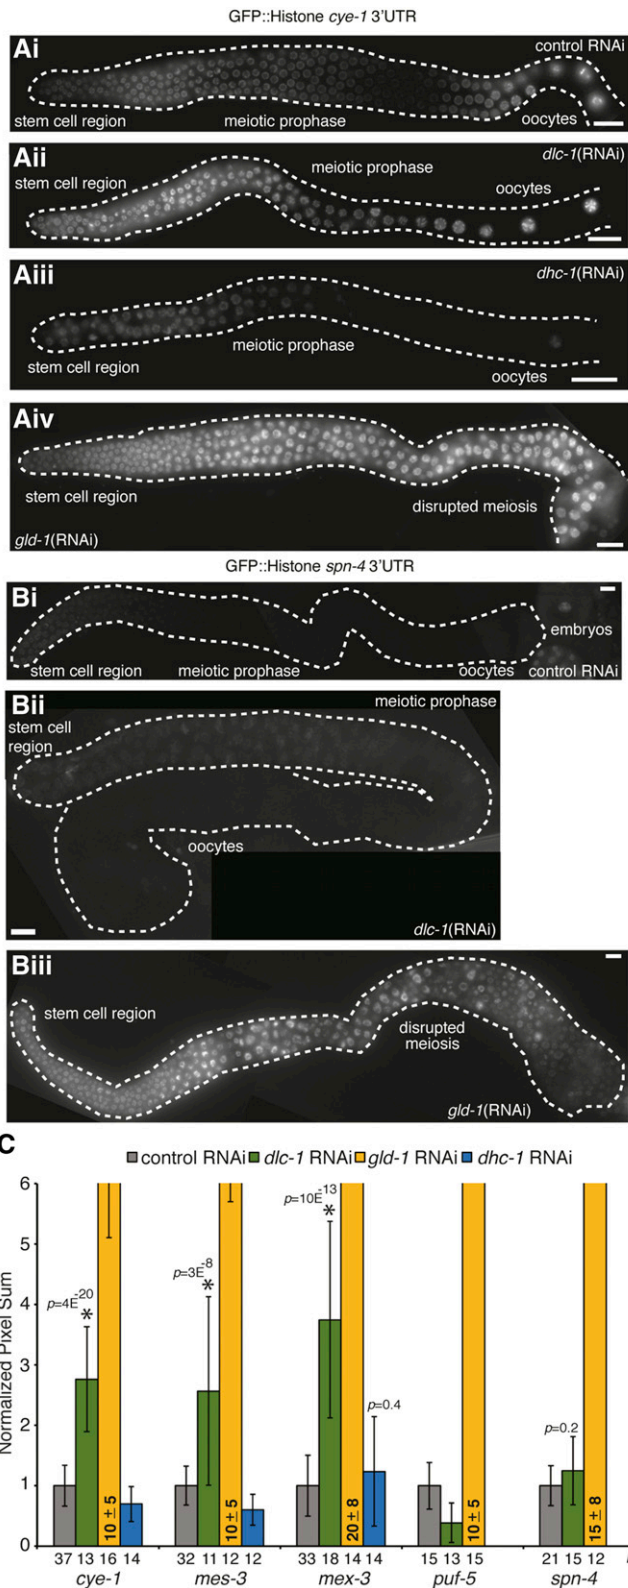 GFP::Histone cye-1 3'UTR
Ai
control RNAi
stem cell region
meiotic prophase
oocytes
Aii
dlc-1(RNAi)
meiotic prophase
stem cell region
oocytes
Aiii
dhc-1(RNAi)
meiotic prophase
stem cell region
oocytes
Aiv
stem cell region
disrupted meiosis
gld-1(RNAi)
GFP::Histone spn-4 3'UTR
Bi
embryos
stem cell region
meiotic prophase
oocytes
control RNAi
Bii
meiotic prophase
stem cell
region
oocytes
dlc-1(RNAi)
Biii
stem cell region
disrupted
meiosis
gld-1(RNAi)
C
control RNAi dlc-1 RNAi gld-1 RNAi dhc-1 RNAi
Normalized Pixel Sum
6
4
3
2
1
0
p=4E-20
*
p=3E-8
*
p=10E-13
*
p=0.4
p=0.2
10 ± 5
10 ± 5
20 ± 8
15 ± 5
15 ± 8
37 13 16 14 32 11 12 12 33 18 14 14 15 13 15 21 15 12
cye-1 mes-3 mex-3 puf-5 spn-4